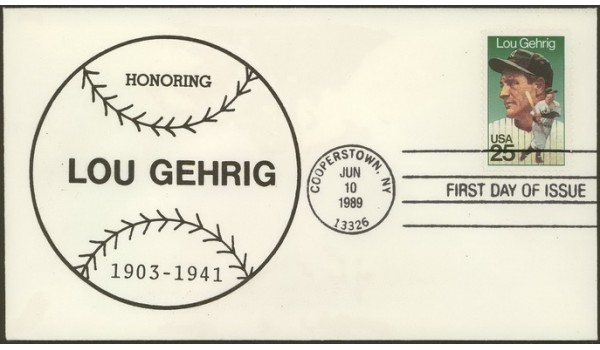 HONORING
LOU GEHRIG
1903-1941
Lou Gehrig
USA
25
COOPERSTOWN, NY
JUN
10
1989
13326
FIRST DAY OF ISSUE